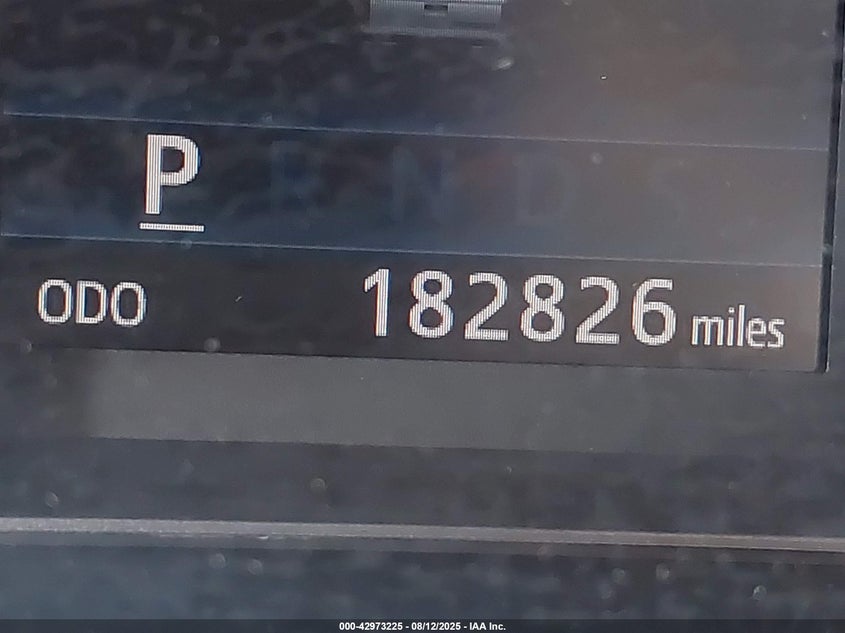 P R N D S
ODO 182826 miles
000-42973225 - 08/12/2025 - IAA Inc.